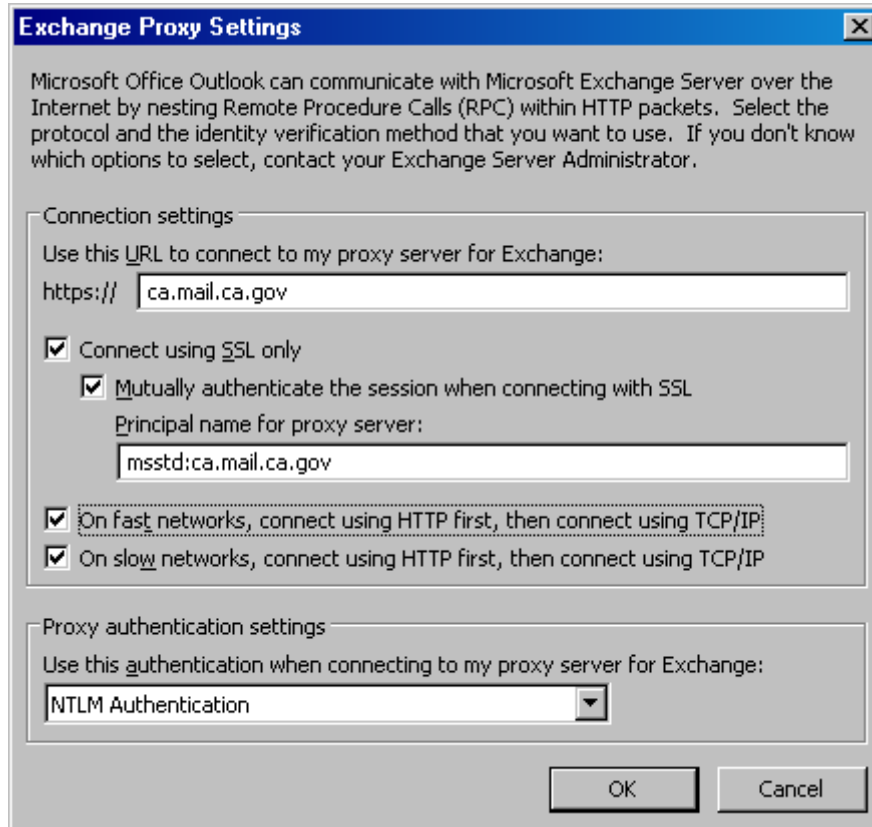 Exchange Proxy Settings
Microsoft Office Outlook can communicate with Microsoft Exchange Server over the
Internet by nesting Remote Procedure Calls (RPC) within HTTP packets.  Select the
protocol and the identity verification method that you want to use.  If you don't know
which options to select, contact your Exchange Server Administrator.
Connection settings
Use this URL to connect to my proxy server for Exchange:
https:// ca.mail.ca.gov
Connect using SSL only
Mutually authenticate the session when connecting with SSL
Principal name for proxy server:
msstd:ca.mail.ca.gov
On fast networks, connect using HTTP first, then connect using TCP/IP
On slow networks, connect using HTTP first, then connect using TCP/IP
Proxy authentication settings
Use this authentication when connecting to my proxy server for Exchange:
NTLM Authentication
OK Cancel